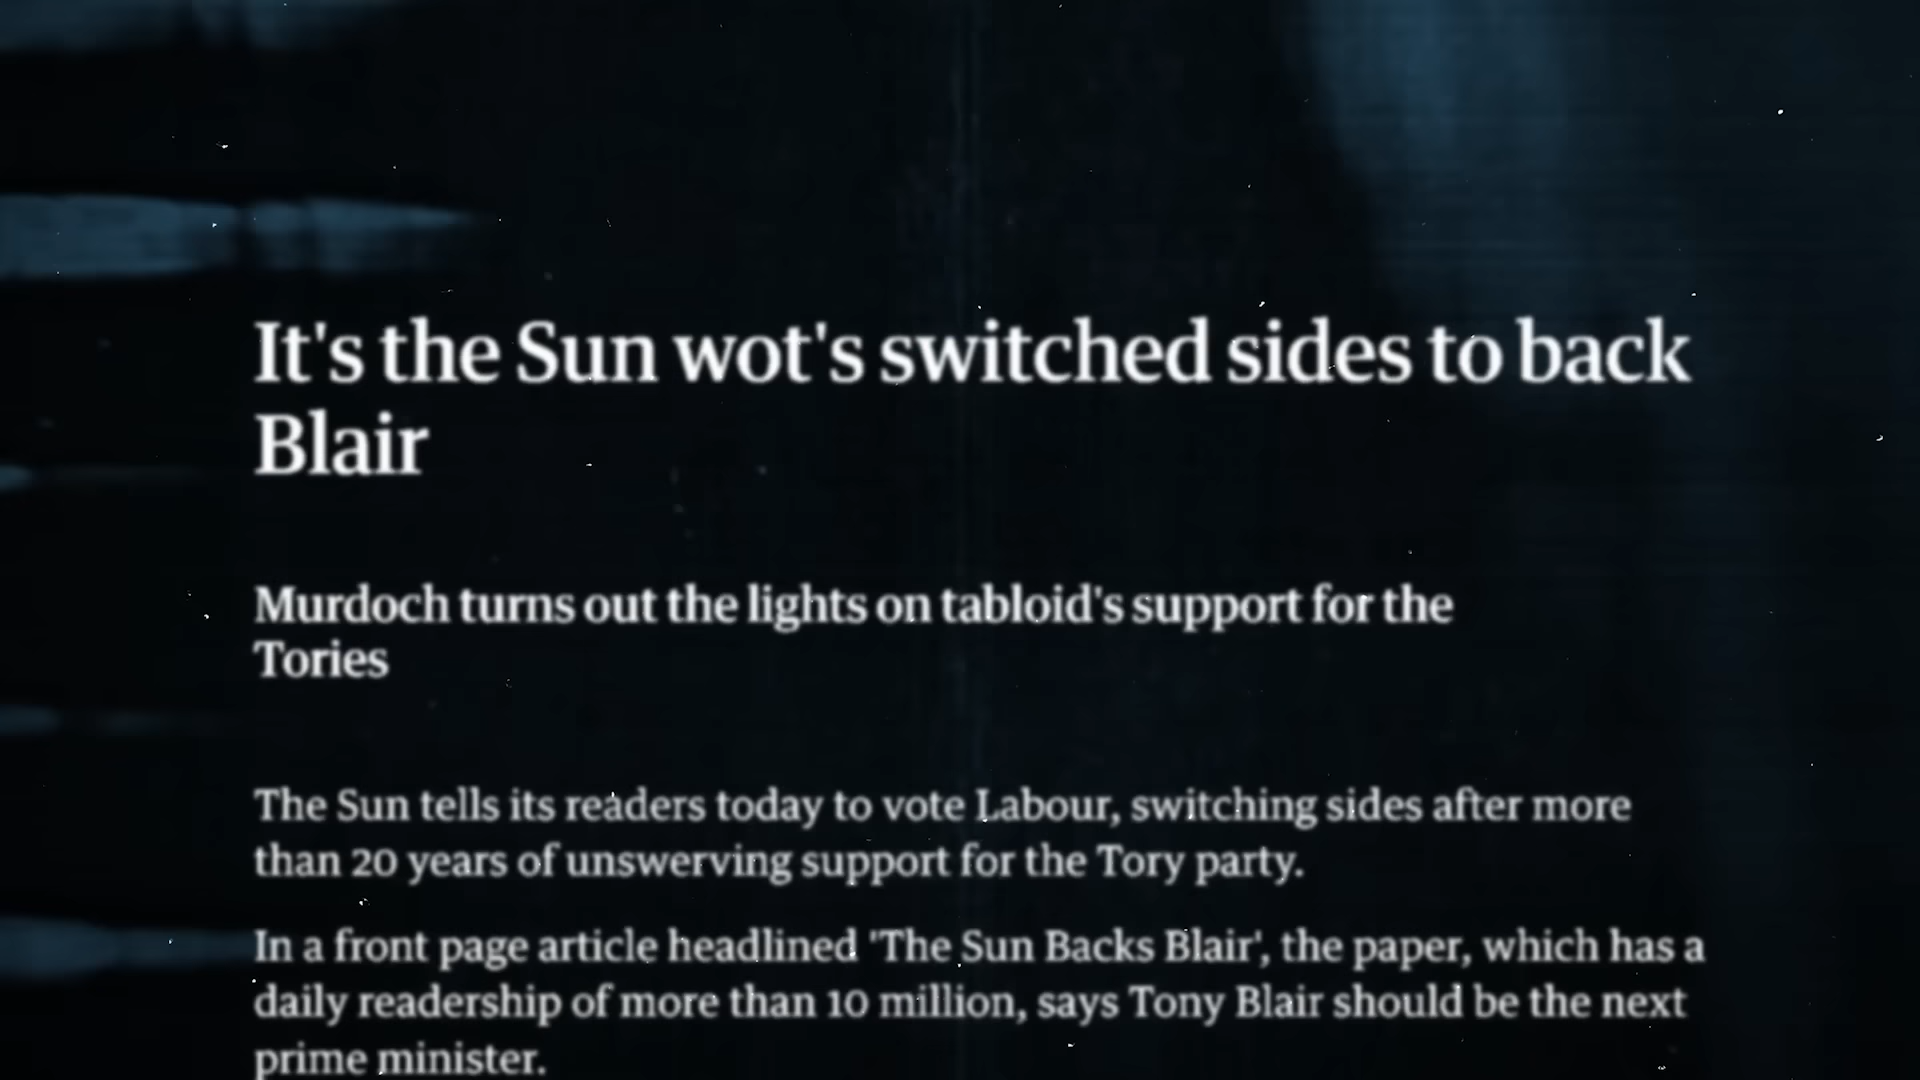 It's the Sun wot's switched sides to back
Blair
Murdoch turns out the lights on tabloid's support for the
Tories
The Sun tells its readers today to vote Labour, switching sides after more
than 20 years of unswerving support for the Tory party.
In a front page article headlined 'The Sun Backs Blair', the paper, which has a
daily readership of more than 10 million, says Tony Blair should be the next
prime minister.